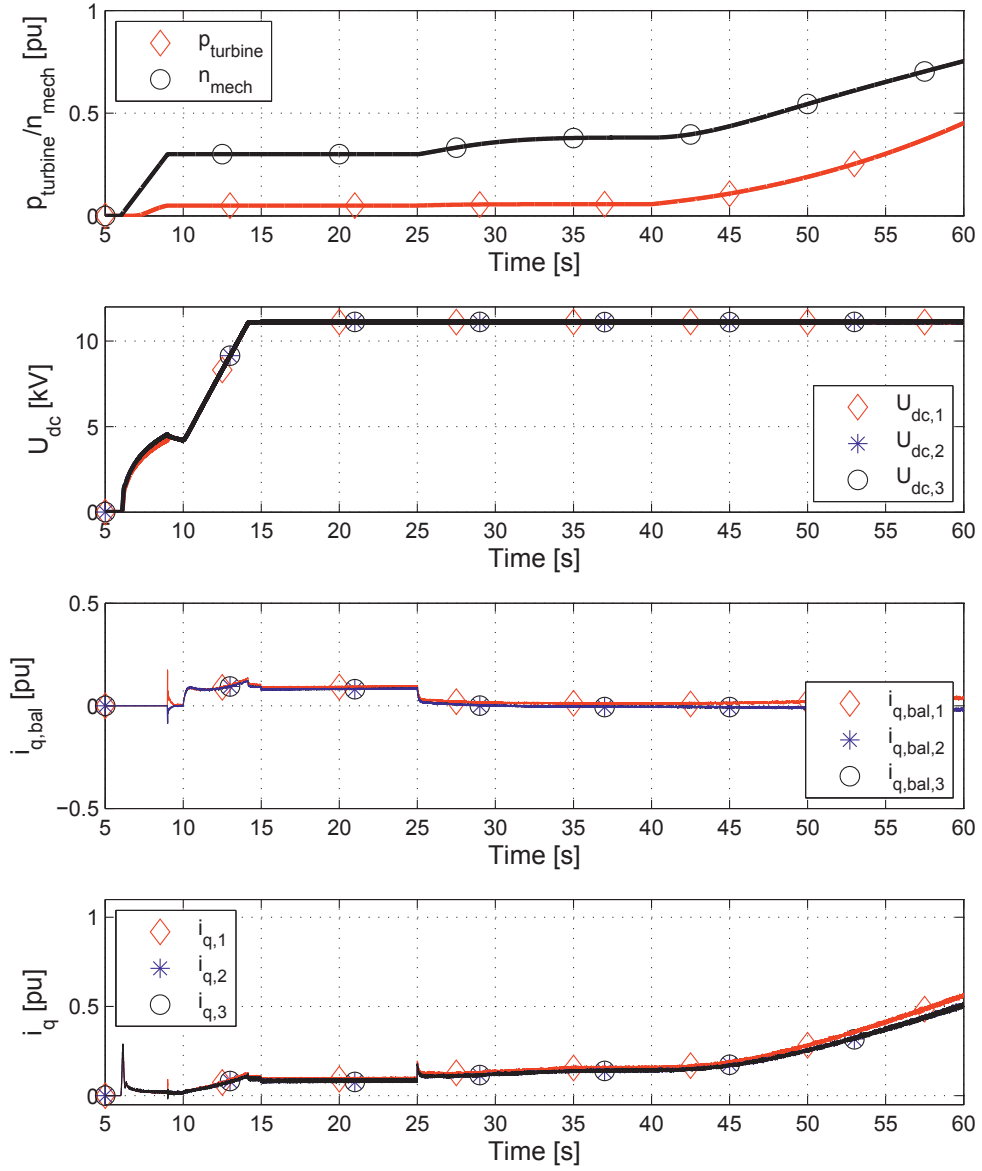 p_turbine/n_mech [pu]
1
0.5
0
p_turbine
n_mech
5 10 15 20 25 30 35 40 45 50 55 60
Time [s]
U_dc [kV]
10
5
0
U_dc,1
U_dc,2
U_dc,3
5 10 15 20 25 30 35 40 45 50 55 60
Time [s]
i_q,bal [pu]
0.5
0
−0.5
i_q,bal,1
i_q,bal,2
i_q,bal,3
5 10 15 20 25 30 35 40 45 50 55 60
Time [s]
i_q [pu]
1
0.5
0
i_q,1
i_q,2
i_q,3
5 10 15 20 25 30 35 40 45 50 55 60
Time [s]